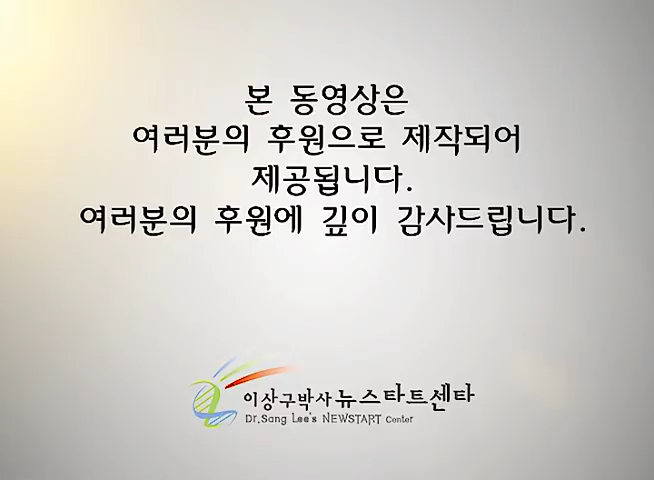 본 동영상은
여러분의 후원으로 제작되어
제공됩니다.
여러분의 후원에 깊이 감사드립니다.
이상구박사 뉴스타트센타
Dr.Sang Lee's NEWSTART Center